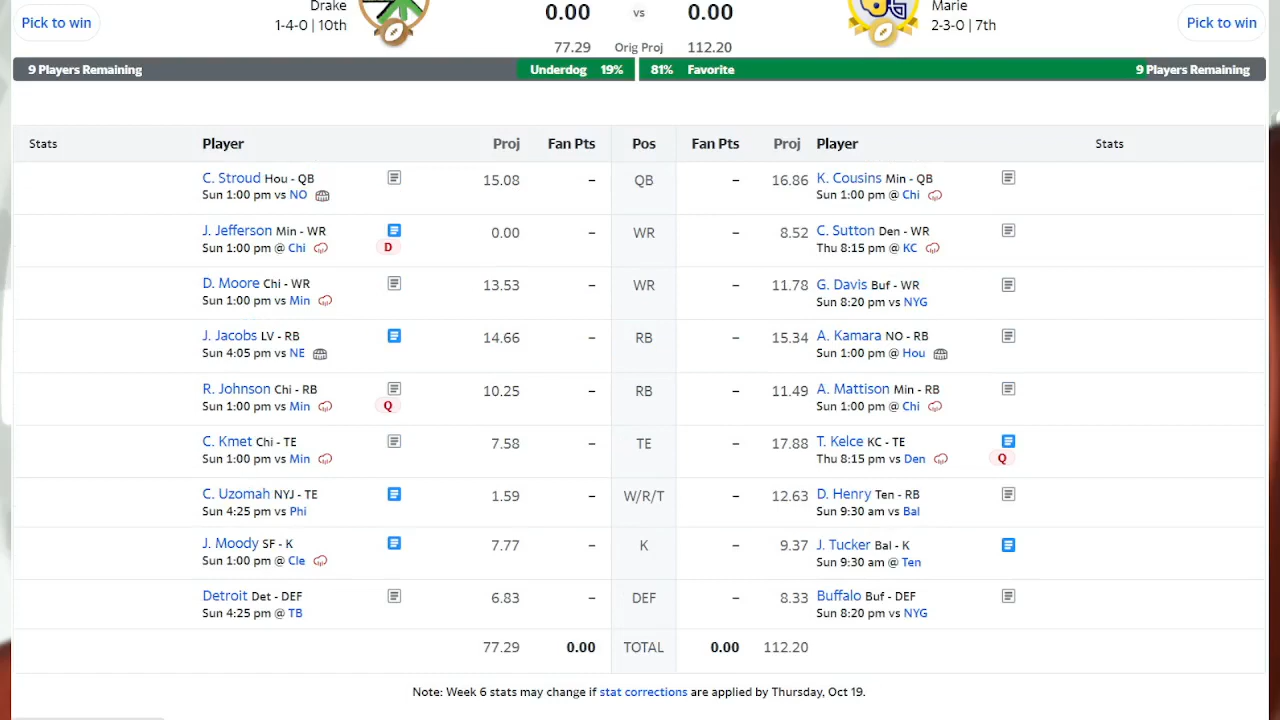 Pick to win
Drake
1-4-0 | 10th
0.00 vs 0.00
Marie
2-3-0 | 7th
Pick to win
77.29 Orig Proj 112.20
9 Players Remaining Underdog 19% 81% Favorite 9 Players Remaining
Stats Player Proj Fan Pts Pos Fan Pts Proj Player Stats
C. Stroud Hou - QB 15.08 – QB – 16.86 K. Cousins Min - QB
Sun 1:00 pm vs NO Sun 1:00 pm @ Chi
J. Jefferson Min - WR 0.00 – WR – 8.52 C. Sutton Den - WR
Sun 1:00 pm @ Chi D Thu 8:15 pm @ KC
D. Moore Chi - WR 13.53 – WR – 11.78 G. Davis Buf - WR
Sun 1:00 pm vs Min Sun 8:20 pm vs NYG
J. Jacobs LV - RB 14.66 – RB – 15.34 A. Kamara NO - RB
Sun 4:05 pm vs NE Sun 1:00 pm @ Hou
R. Johnson Chi - RB 10.25 – RB – 11.49 A. Mattison Min - RB
Sun 1:00 pm vs Min Q Sun 1:00 pm @ Chi
C. Kmet Chi - TE 7.58 – TE – 17.88 T. Kelce KC - TE
Sun 1:00 pm vs Min Thu 8:15 pm vs Den Q
C. Uzomah NYJ - TE 1.59 – W/R/T – 12.63 D. Henry Ten - RB
Sun 4:25 pm vs Phi Sun 9:30 am vs Bal
J. Moody SF - K 7.77 – K – 9.37 J. Tucker Bal - K
Sun 1:00 pm @ Cle Sun 9:30 am @ Ten
Detroit Det - DEF 6.83 – DEF – 8.33 Buffalo Buf - DEF
Sun 4:25 pm @ TB Sun 8:20 pm vs NYG
77.29 0.00 TOTAL 0.00 112.20
Note: Week 6 stats may change if stat corrections are applied by Thursday, Oct 19.